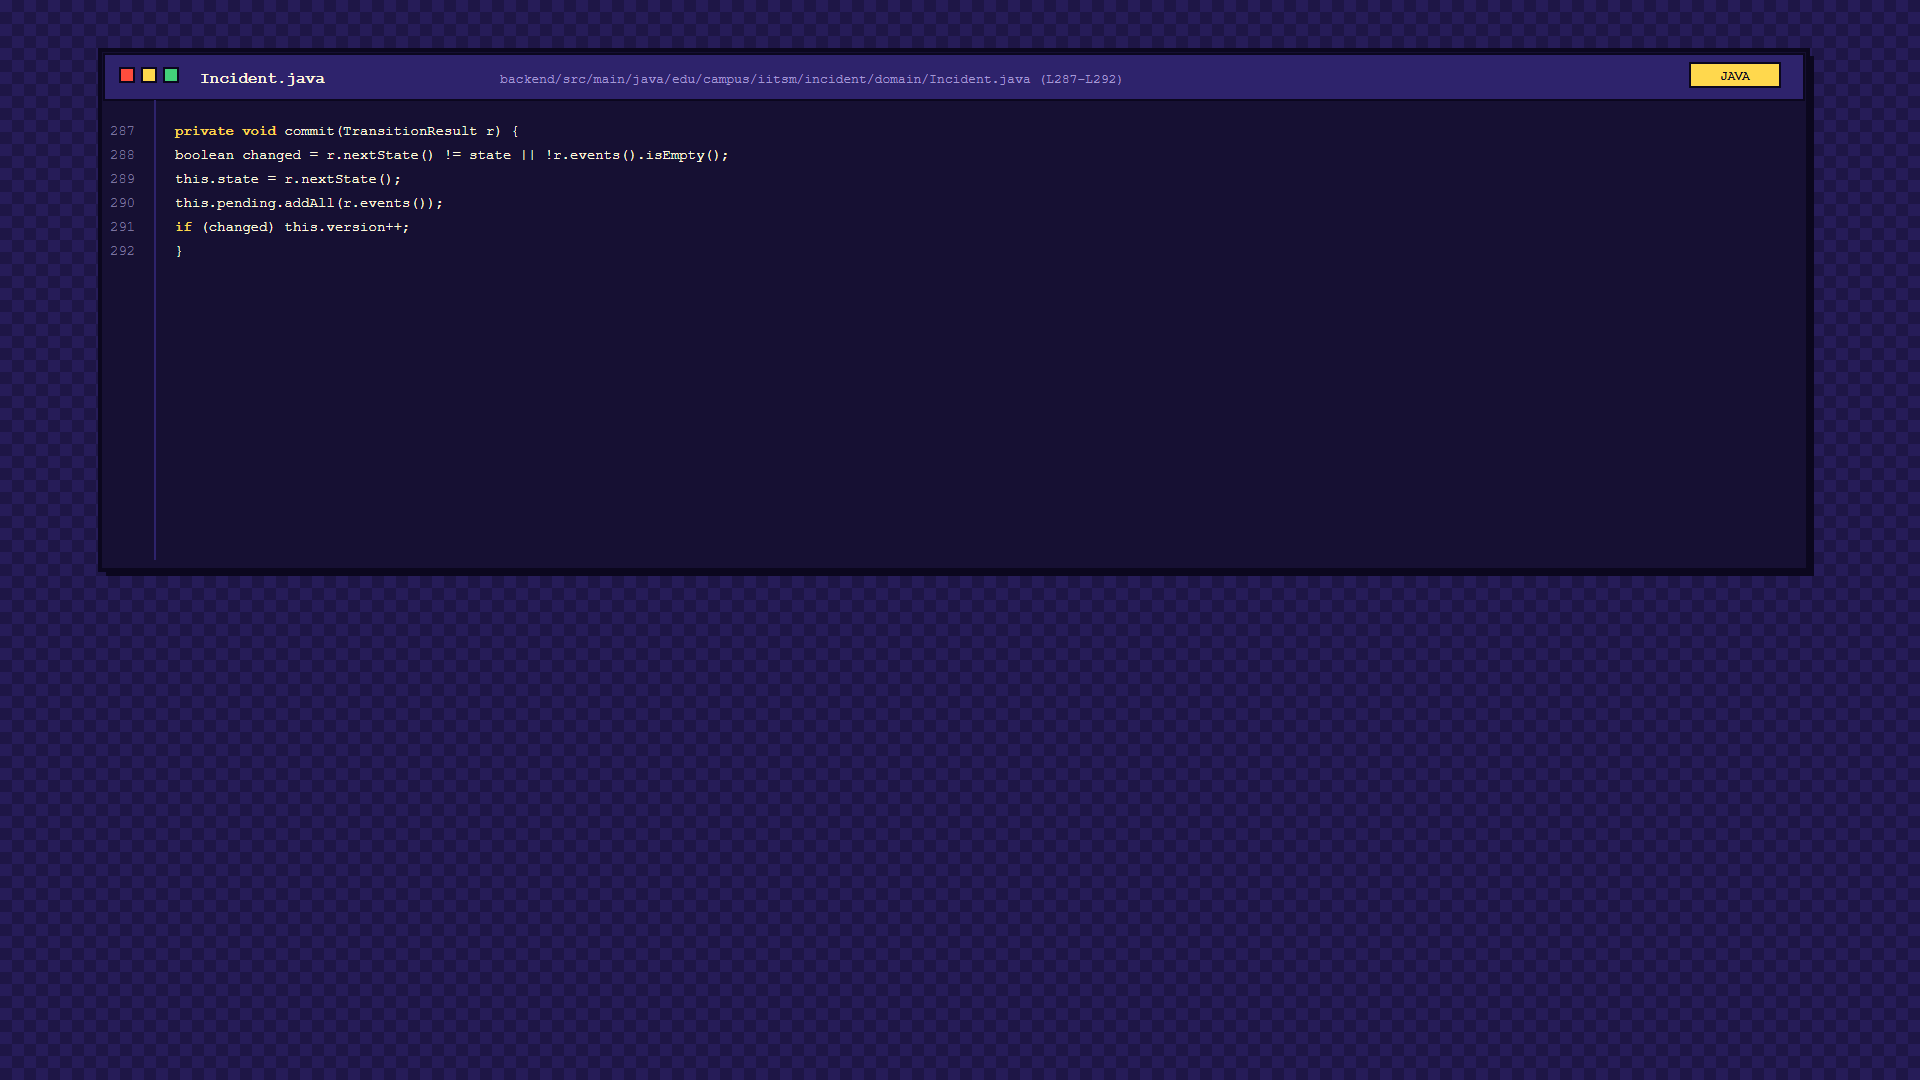 Incident.java
backend/src/main/java/edu/campus/iitsm/incident/domain/Incident.java (L287-L292)
JAVA
287 private void commit(TransitionResult r) {
288 boolean changed = r.nextState() != state || !r.events().isEmpty();
289 this.state = r.nextState();
290 this.pending.addAll(r.events());
291 if (changed) this.version++;
292 }